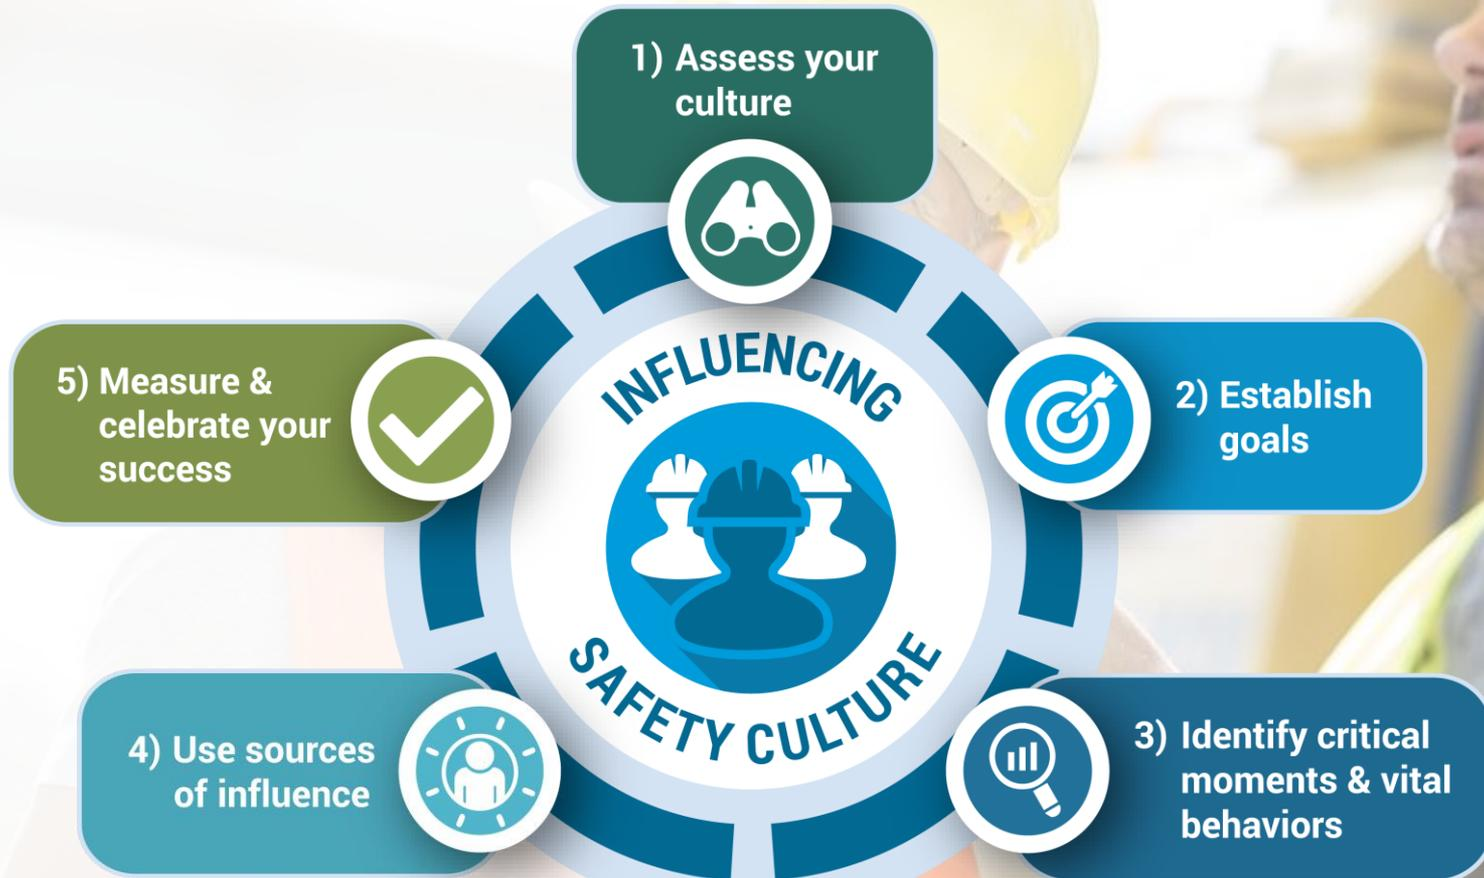 1) Assess your
culture
INFLUENCING
SAFETY CULTURE
2) Establish
goals
3) Identify critical
moments & vital
behaviors
4) Use sources
of influence
5) Measure &
celebrate your
success